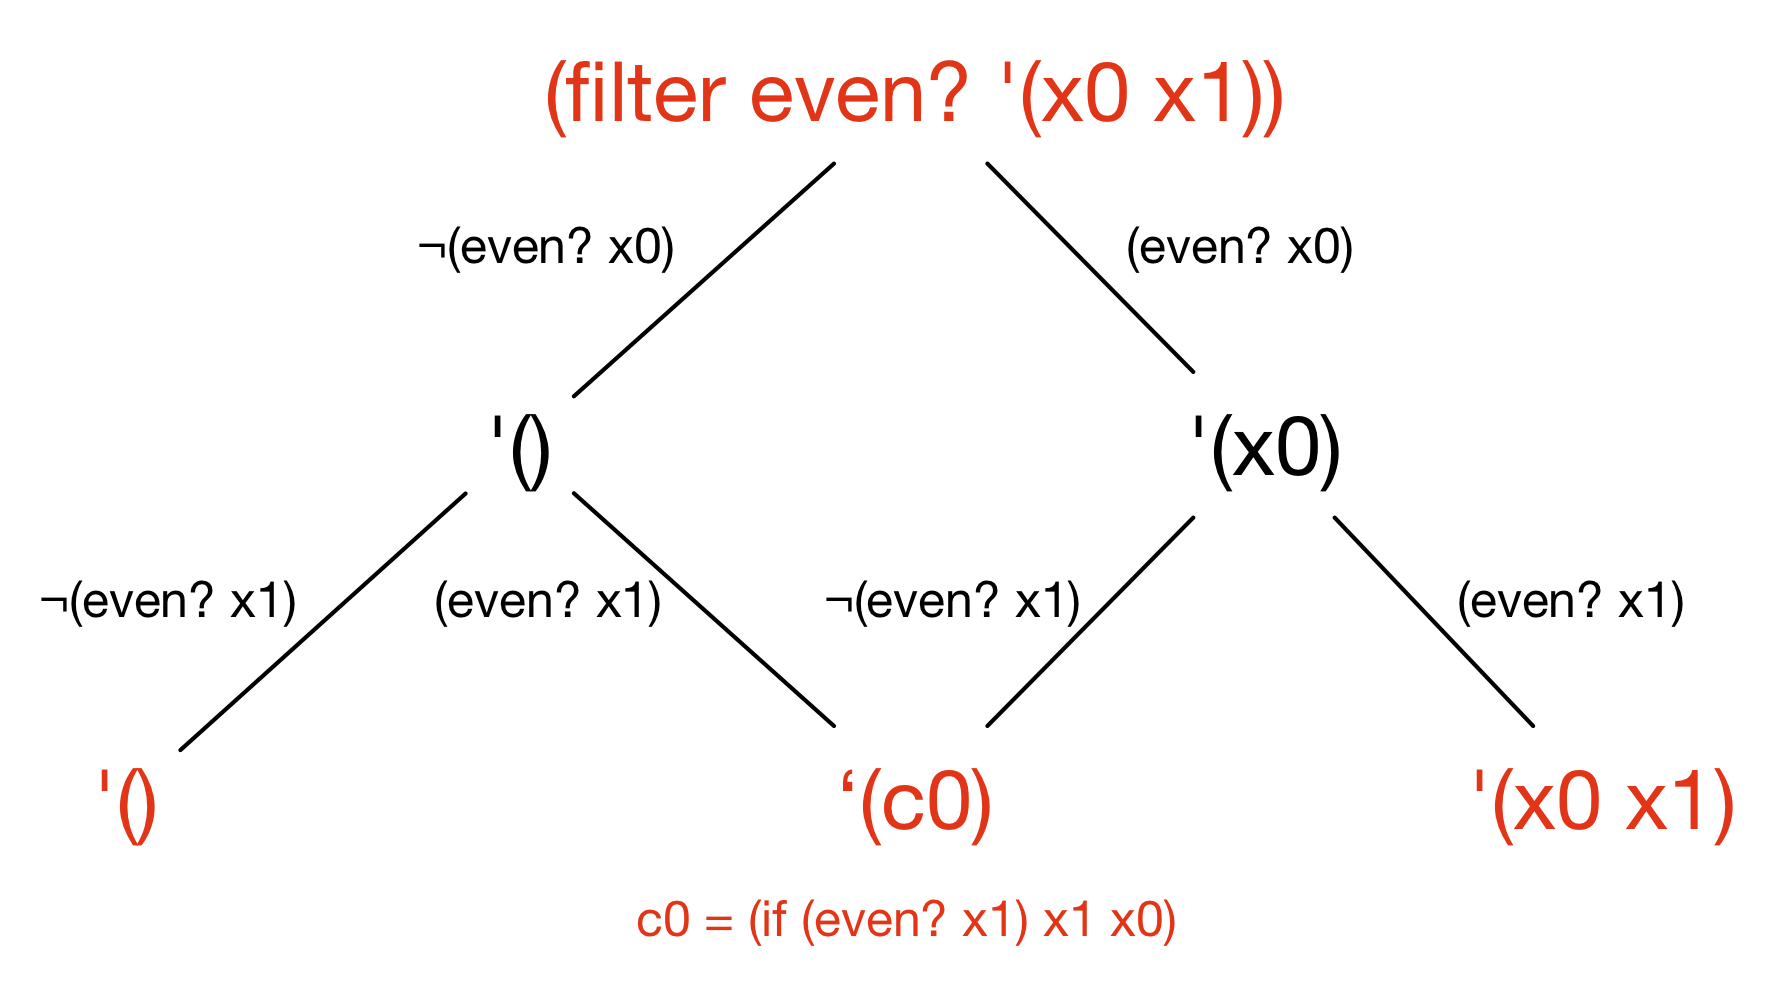 (filter even? '(x0 x1))
¬(even? x0)
(even? x0)
'()
'(x0)
¬(even? x1)
(even? x1)
¬(even? x1)
(even? x1)
'()
‘(c0)
'(x0 x1)
c0 = (if (even? x1) x1 x0)